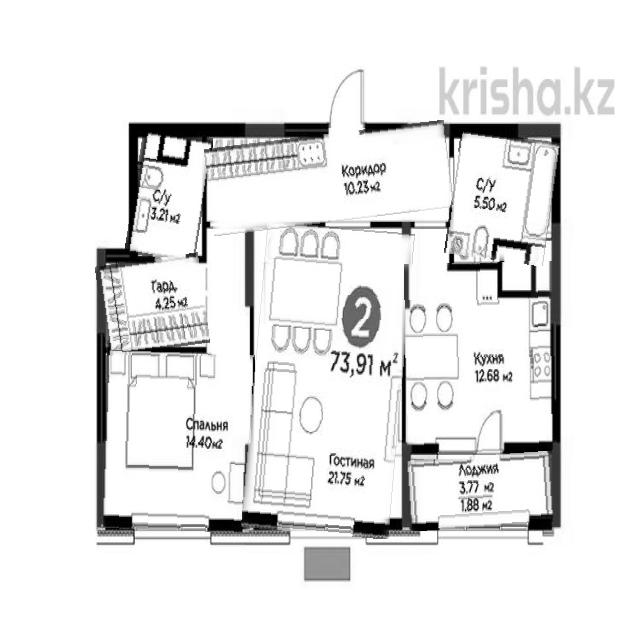 krisha.kz
Коридор
10.23 м²
С/У
3.21 м²
С/У
5.50 м²
Гард.
4.25 м²
2
73,91 м²
Кухня
12.68 м²
Спальня
14.40 м²
Гостиная
21.75 м²
Лоджия
3.77 м²
1.88 м²